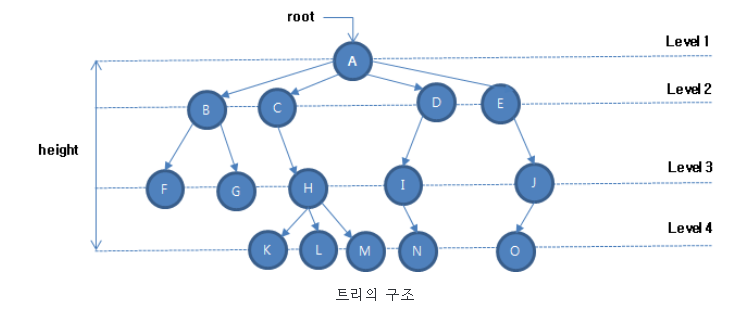 root
Level 1
A
Level 2
B
C
D
E
height
Level 3
F
G
H
I
J
Level 4
K
L
M
N
O
트리의 구조